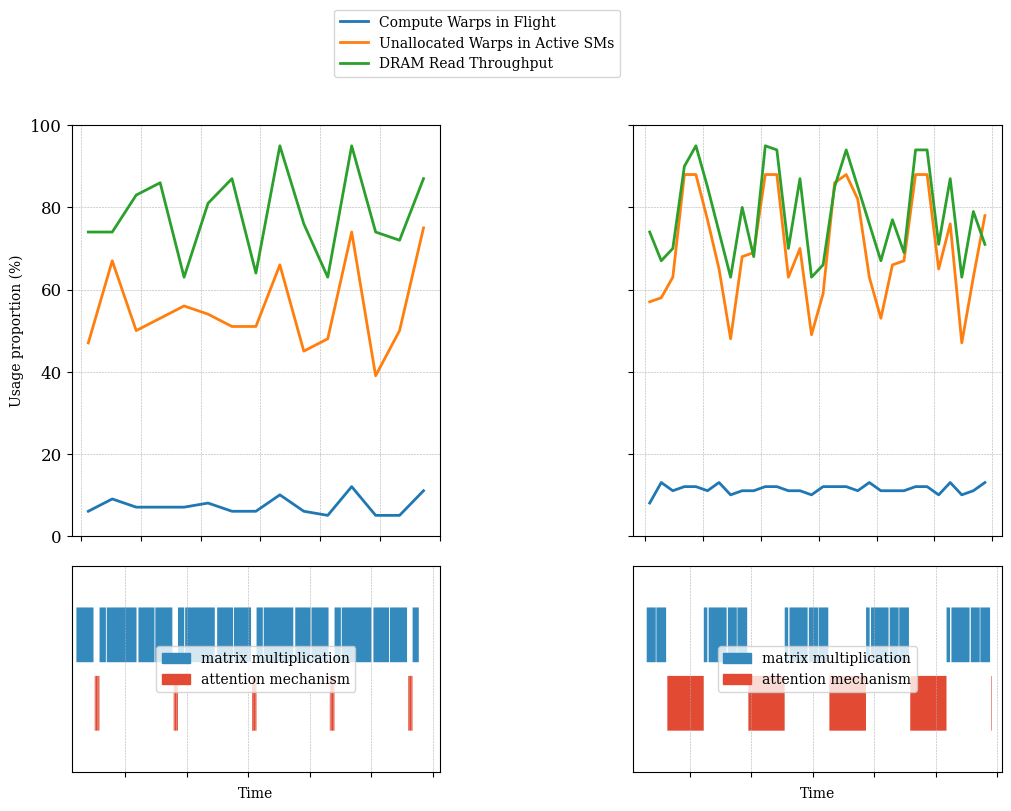 Compute Warps in Flight
Unallocated Warps in Active SMs
DRAM Read Throughput
Usage proportion (%)
100
80
60
40
20
0
matrix multiplication
attention mechanism
Time
matrix multiplication
attention mechanism
Time